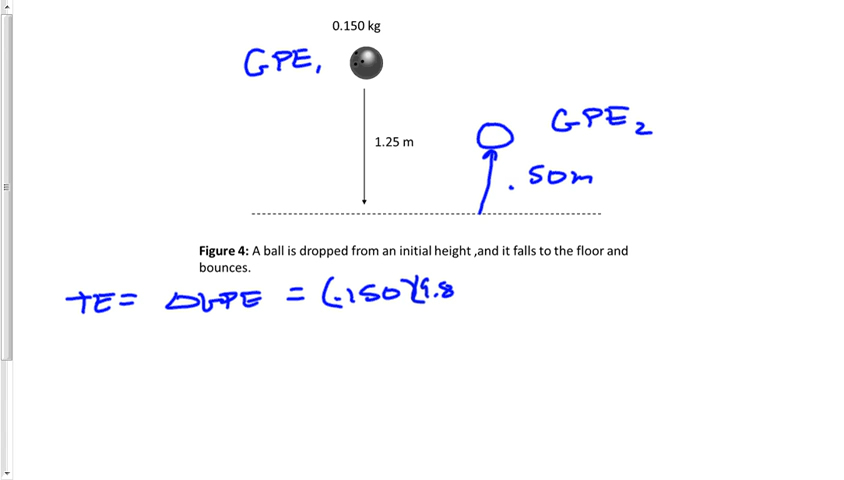 0.150 kg
GPE₁
GPE₂
1.25 m
.50m
Figure 4: A ball is dropped from an initial height ,and it falls to the floor and
bounces.
TE = ΔGPE = (.150)(9.8